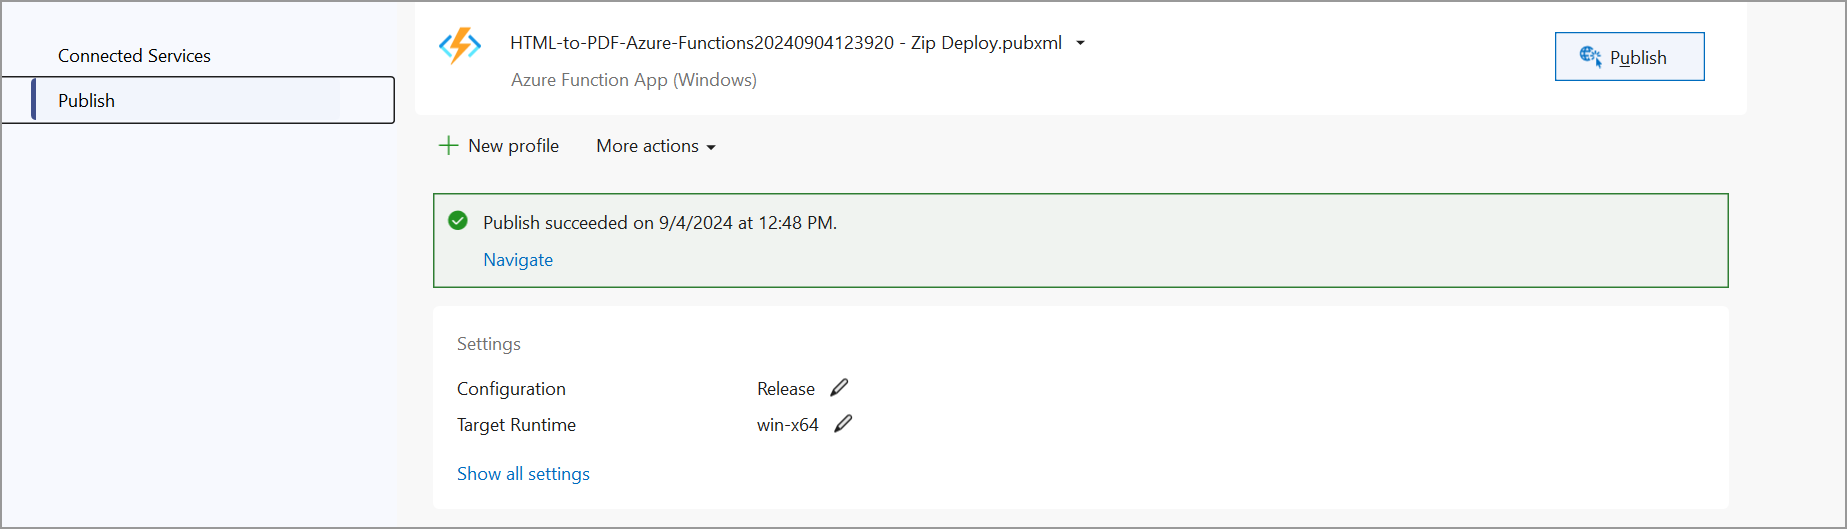 Connected Services
Publish
HTML-to-PDF-Azure-Functions20240904123920 - Zip Deploy.pubxml
Azure Function App (Windows)
Publish
New profile
More actions
Publish succeeded on 9/4/2024 at 12:48 PM.
Navigate
Settings
Configuration Release
Target Runtime win-x64
Show all settings